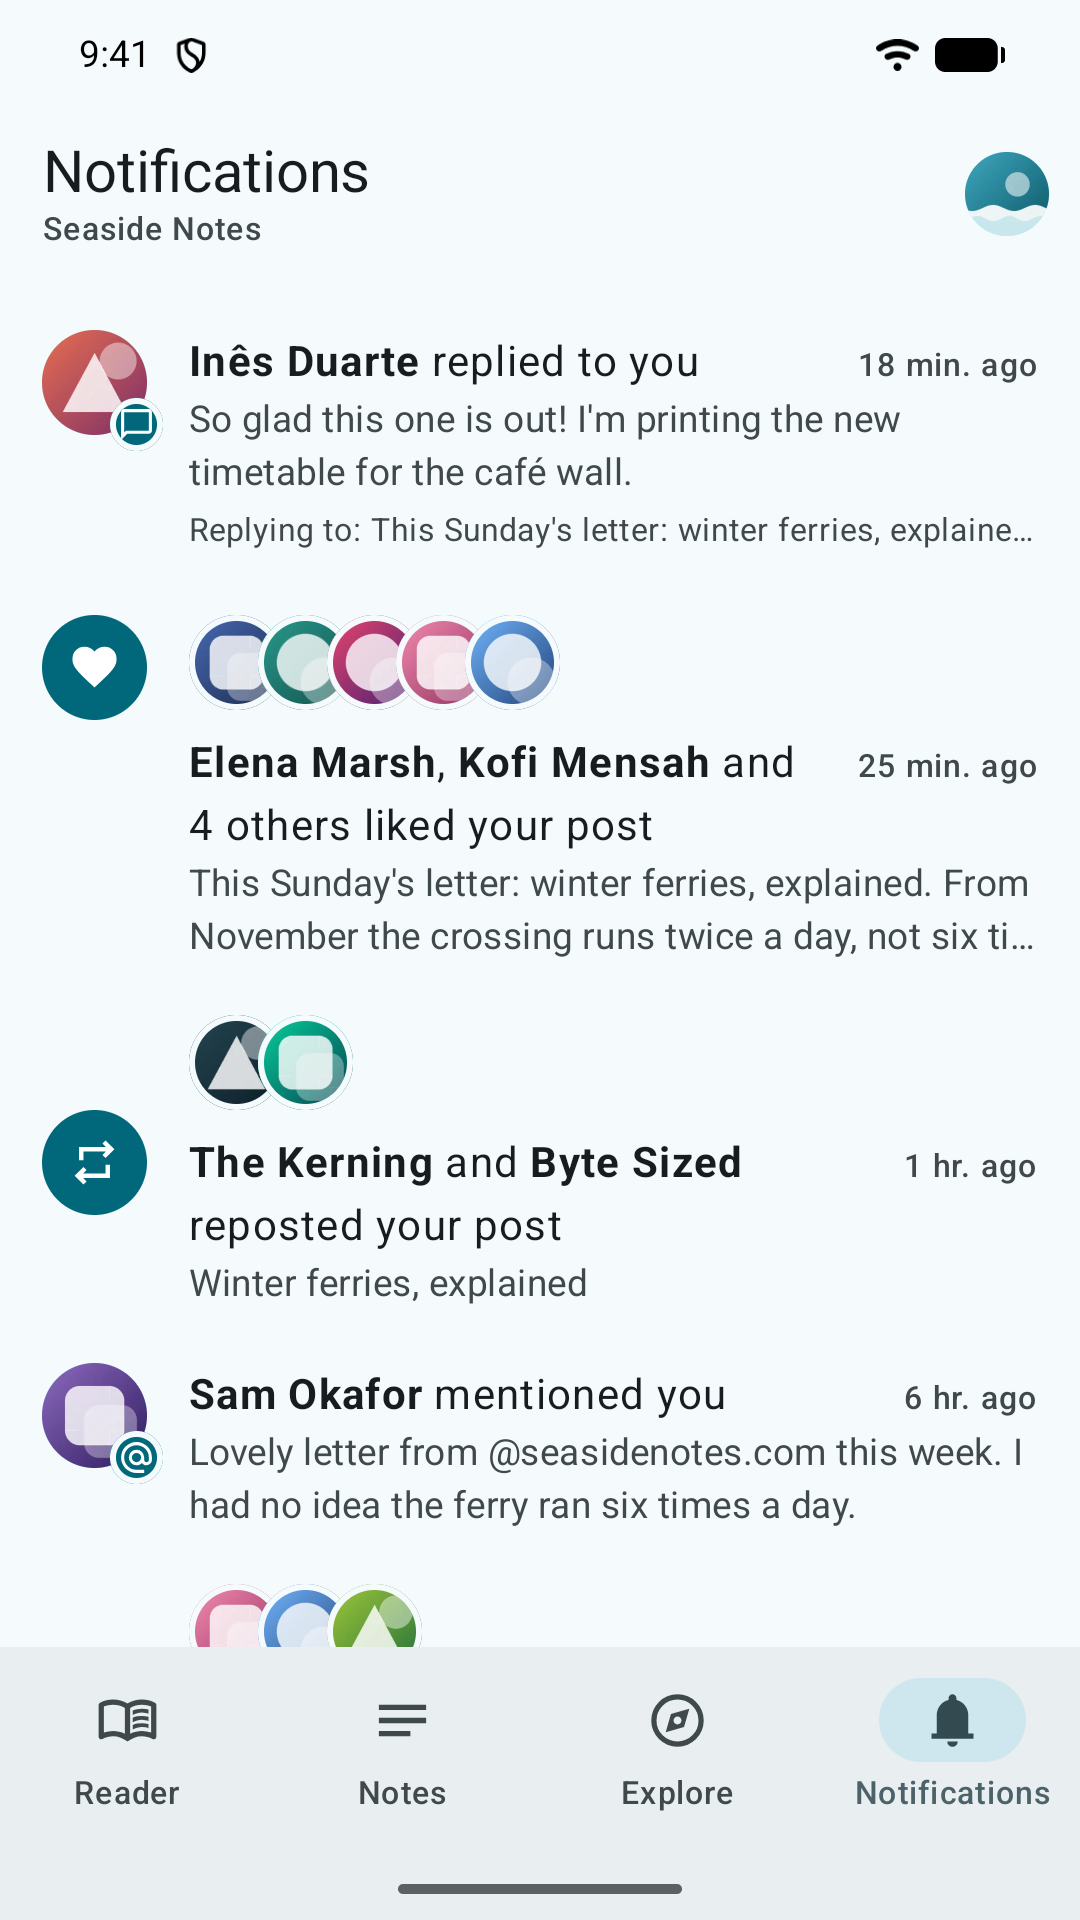 9:41
Notifications
Seaside Notes
Inês Duarte replied to you
18 min. ago
So glad this one is out! I'm printing the new
timetable for the café wall.
Replying to: This Sunday's letter: winter ferries, explaine…
Elena Marsh, Kofi Mensah and
25 min. ago
4 others liked your post
This Sunday's letter: winter ferries, explained. From
November the crossing runs twice a day, not six ti…
The Kerning and Byte Sized
1 hr. ago
reposted your post
Winter ferries, explained
Sam Okafor mentioned you
6 hr. ago
Lovely letter from @seasidenotes.com this week. I
had no idea the ferry ran six times a day.
Reader
Notes
Explore
Notifications